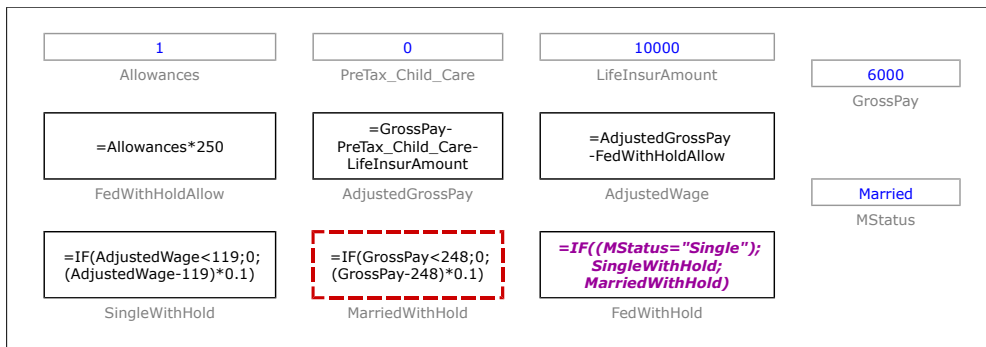 1
Allowances
0
PreTax_Child_Care
10000
LifeInsurAmount
6000
GrossPay
=Allowances*250
FedWithHoldAllow
=GrossPay-
PreTax_Child_Care-
LifeInsurAmount
AdjustedGrossPay
=AdjustedGrossPay
-FedWithHoldAllow
AdjustedWage
Married
MStatus
=IF(AdjustedWage<119;0;
(AdjustedWage-119)*0.1)
SingleWithHold
=IF(GrossPay<248;0;
(GrossPay-248)*0.1)
MarriedWithHold
=IF((MStatus="Single");
SingleWithHold;
MarriedWithHold)
FedWithHold